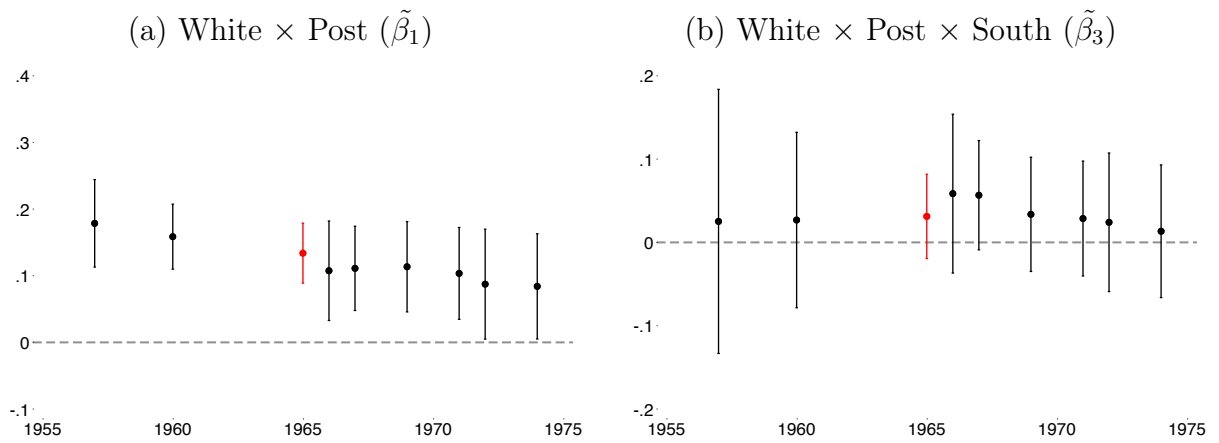 (a) White × Post (β̃₁)
.4
.3
.2
.1
0
-.1
1955 1960 1965 1970 1975
(b) White × Post × South (β̃₃)
.2
.1
0
-.1
-.2
1955 1960 1965 1970 1975